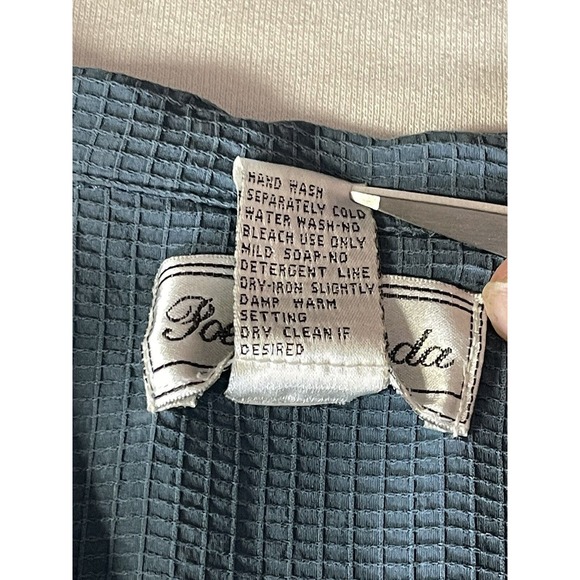 HAND WASH
SEPARATELY COLD
WATER WASH-NO
BLEACH USE ONLY
MILD SOAP-NO
DETERGENT LINE
DRY-IRON SLIGHTLY
DAMP WARM
SETTING
DRY CLEAN IF
DESIRED